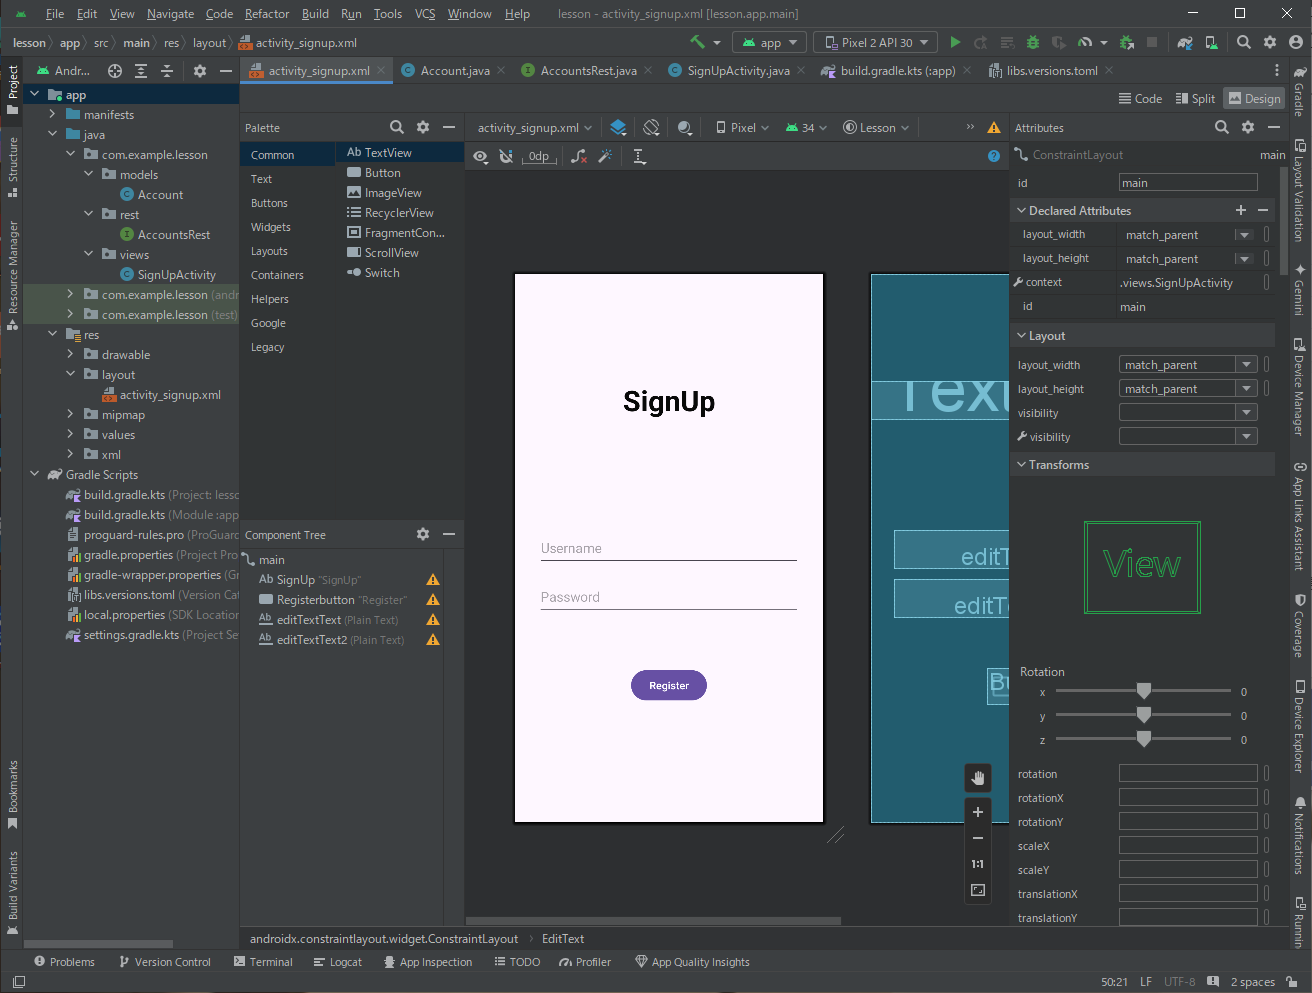 File Edit View Navigate Code Refactor Build Run Tools VCS Window Help lesson - activity_signup.xml [lesson.app.main]
lesson app src main res layout activity_signup.xml
app Pixel 2 API 30
Andr... activity_signup.xml Account.java AccountsRest.java SignUpActivity.java build.gradle.kts (:app) libs.versions.toml
Code Split Design
Project
Structure
Resource Manager
Bookmarks
Build Variants
app
manifests
java
com.example.lesson
models
Account
rest
AccountsRest
views
SignUpActivity
com.example.lesson (andr
com.example.lesson (test)
res
drawable
layout
activity_signup.xml
mipmap
values
xml
Gradle Scripts
build.gradle.kts (Project: lesso
build.gradle.kts (Module :app
proguard-rules.pro (ProGuard
gradle.properties (Project Pro
gradle-wrapper.properties (Gr
libs.versions.toml (Version Cat
local.properties (SDK Location
settings.gradle.kts (Project Se
Palette
Common
Text
Buttons
Widgets
Layouts
Containers
Helpers
Google
Legacy
Ab TextView
Button
ImageView
RecyclerView
FragmentCon...
ScrollView
Switch
Component Tree
main
Ab SignUp "SignUp"
Registerbutton "Register"
Ab editTextText (Plain Text)
Ab editTextText2 (Plain Text)
activity_signup.xml Pixel 34 Lesson
0dp
SignUp
Username
Password
Register
Text
editT
editTe
Bu
1:1
Attributes
ConstraintLayout main
id main
Declared Attributes
layout_width match_parent
layout_height match_parent
context .views.SignUpActivity
id main
Layout
layout_width match_parent
layout_height match_parent
visibility
visibility
Transforms
View
Rotation
x 0
y 0
z 0
rotation
rotationX
rotationY
scaleX
scaleY
translationX
translationY
Gradle
Layout Validation
Gemini
Device Manager
App Links Assistant
Coverage
Device Explorer
Notifications
Runnin
androidx.constraintlayout.widget.ConstraintLayout EditText
Problems Version Control Terminal Logcat App Inspection TODO Profiler App Quality Insights
50:21 LF UTF-8 2 spaces